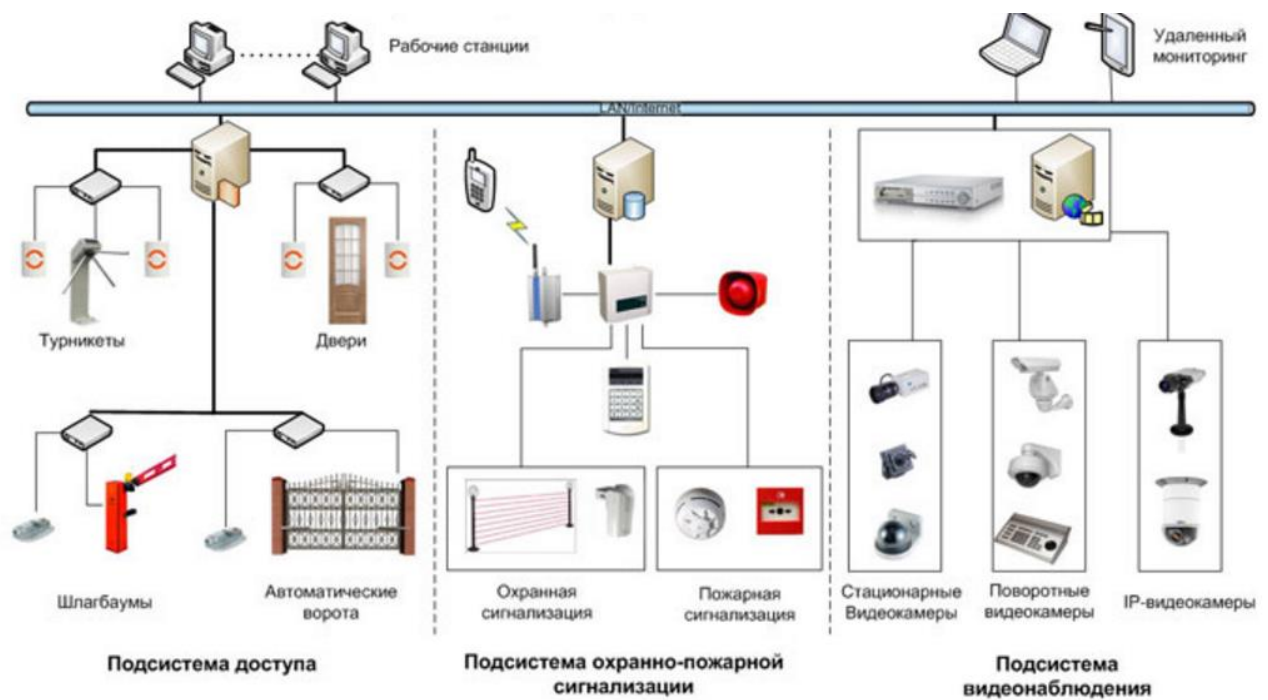 Рабочие станции
Удаленный
мониторинг
LAN/Internet
Турникеты
Двери
Шлагбаумы
Автоматические
ворота
Охранная
сигнализация
Пожарная
сигнализация
Стационарные
Видеокамеры
Поворотные
видеокамеры
IP-видеокамеры
Подсистема доступа
Подсистема охранно-пожарной
сигнализации
Подсистема
видеонаблюдения